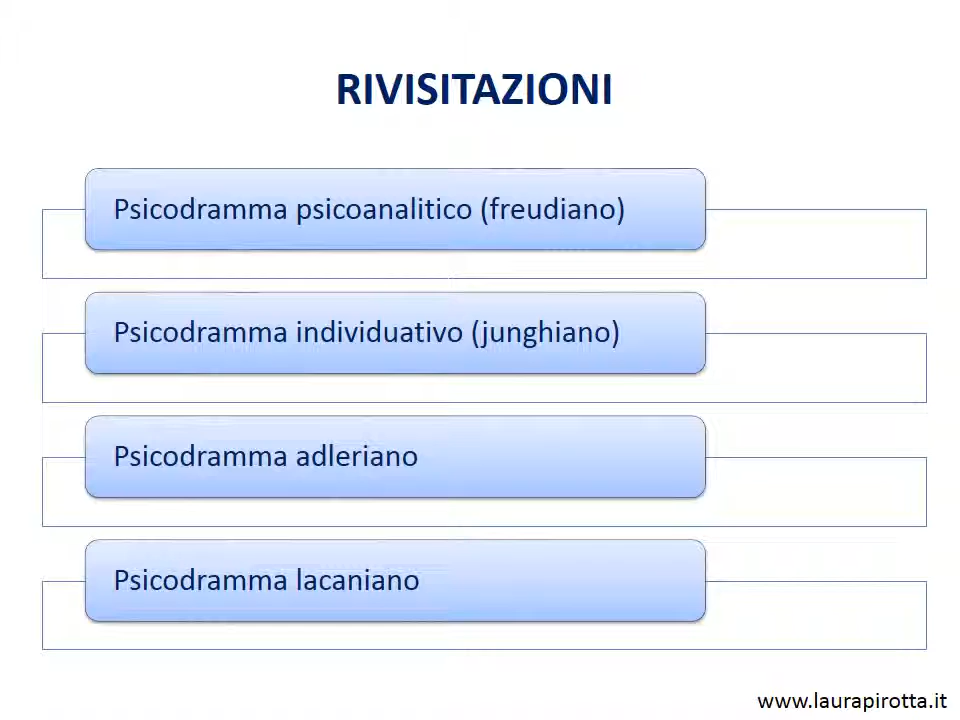 RIVISITAZIONI
Psicodramma psicoanalitico (freudiano)
Psicodramma individuativo (junghiano)
Psicodramma adleriano
Psicodramma lacaniano
www.laurapirotta.it